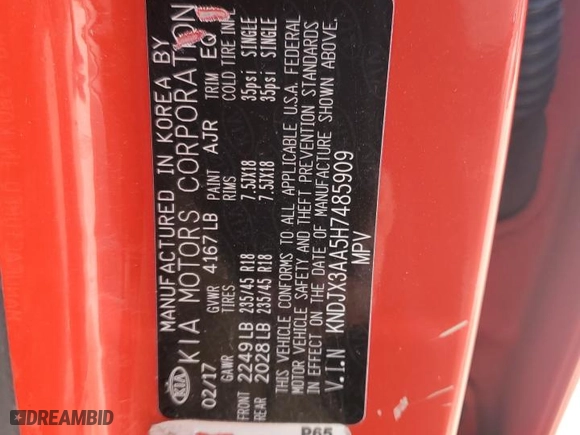 MANUFACTURED IN KOREA BY
KIA KIA MOTORS CORPORATION
02/17 GVWR 4167LB PAINT AJR TRIM EQ
GAWR TIRES RIMS COLD TIRE INFL
FRONT 2249LB 235/45 R18 7.5JX18 35psi SINGLE
REAR 2028LB 235/45 R18 7.5JX18 35psi SINGLE
THIS VEHICLE CONFORMS TO ALL APPLICABLE U.S.A. FEDERAL
MOTOR VEHICLE SAFETY AND THEFT PREVENTION STANDARDS
IN EFFECT ON THE DATE OF MANUFACTURE SHOWN ABOVE.
V.I.N KNDJX3AA5H7485909
MPV
P65
DREAMBID